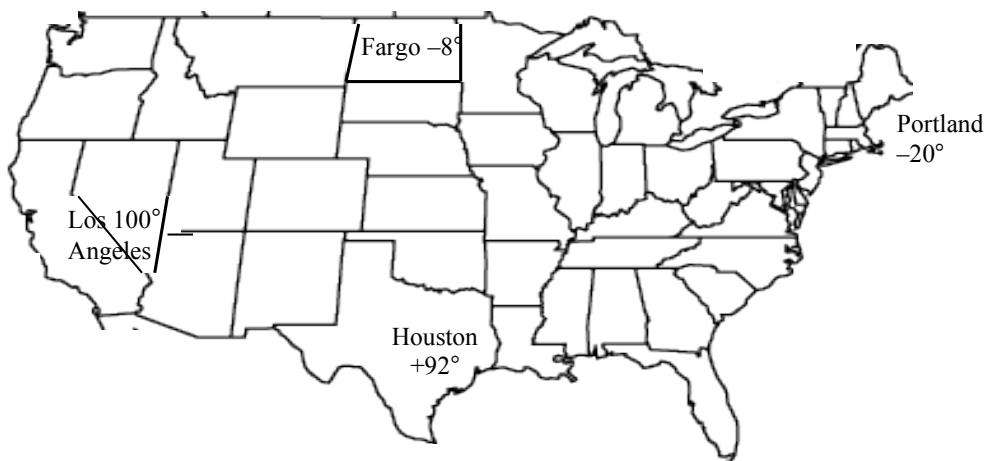 Fargo –8°
Portland
–20°
Los 100°
Angeles
Houston
+92°